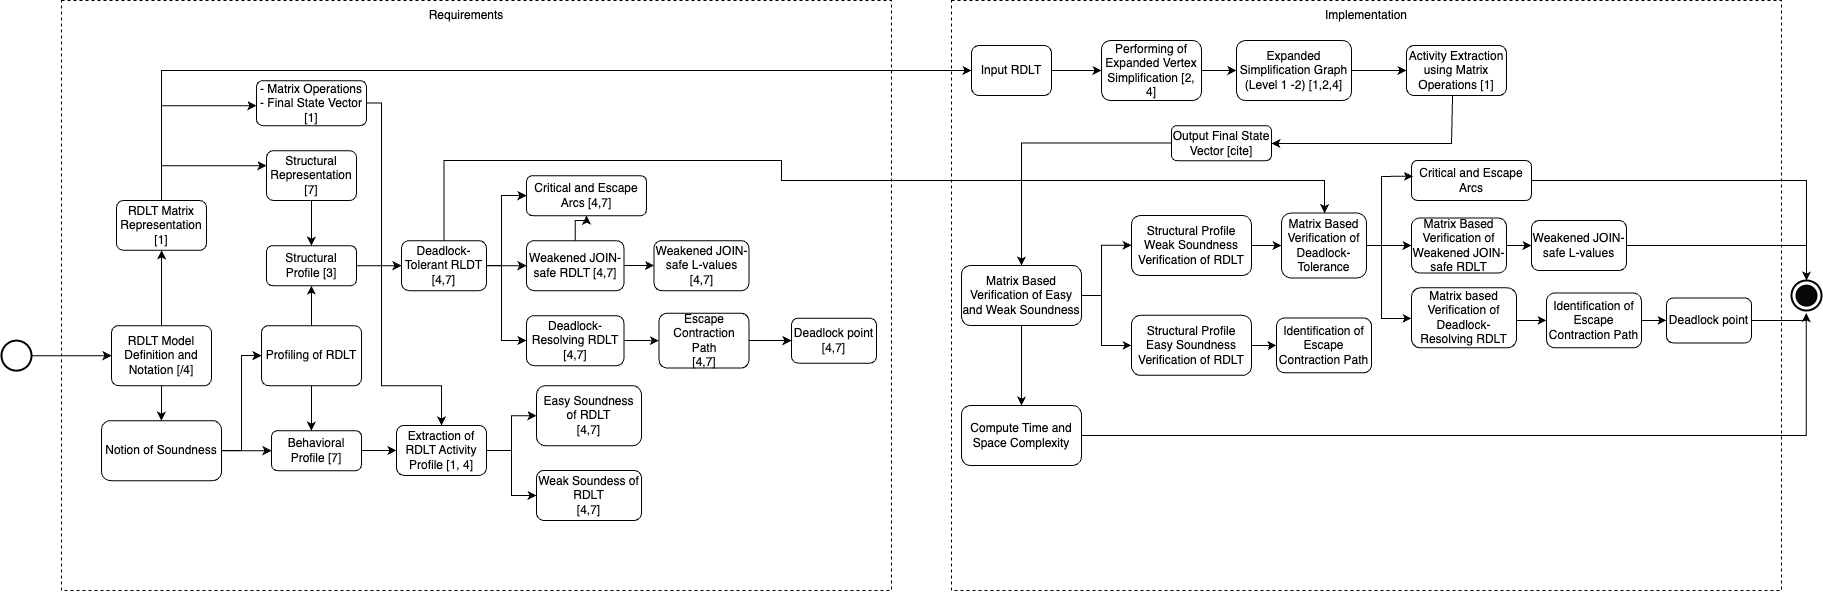 Requirements
- Matrix Operations
- Final State Vector
[1]
Structural
Representation
[7]
RDLT Matrix
Representation
[1]
Structural
Profile [3]
RDLT Model
Definition and
Notation [/4]
Profiling of RDLT
Notion of Soundness
Behavioral
Profile [7]
Extraction of
RDLT Activity
Profile [1, 4]
Deadlock-
Tolerant RLDT
[4,7]
Critical and Escape
Arcs [4,7]
Weakened JOIN-
safe RDLT [4,7]
Weakened JOIN-
safe L-values
[4,7]
Deadlock-
Resolving RDLT
[4,7]
Escape
Contraction
Path
[4,7]
Deadlock point
[4,7]
Easy Soundness
of RDLT
[4,7]
Weak Soundess of
RDLT
[4,7]
Implementation
Input RDLT
Performing of
Expanded Vertex
Simplification [2,
4]
Expanded
Simplification Graph
(Level 1 -2) [1,2,4]
Activity Extraction
using Matrix
Operations [1]
Output Final State
Vector [cite]
Matrix Based
Verification of Easy
and Weak Soundness
Structural Profile
Weak Soundness
Verification of RDLT
Matrix Based
Verification of
Deadlock-
Tolerance
Critical and Escape
Arcs
Matrix Based
Verification of
Weakened JOIN-
safe RDLT
Weakened JOIN-
safe L-values
Matrix based
Verification of
Deadlock-
Resolving RDLT
Identification of
Escape
Contraction Path
Deadlock point
Structural Profile
Easy Soundness
Verification of RDLT
Identification of
Escape
Contraction Path
Compute Time and
Space Complexity